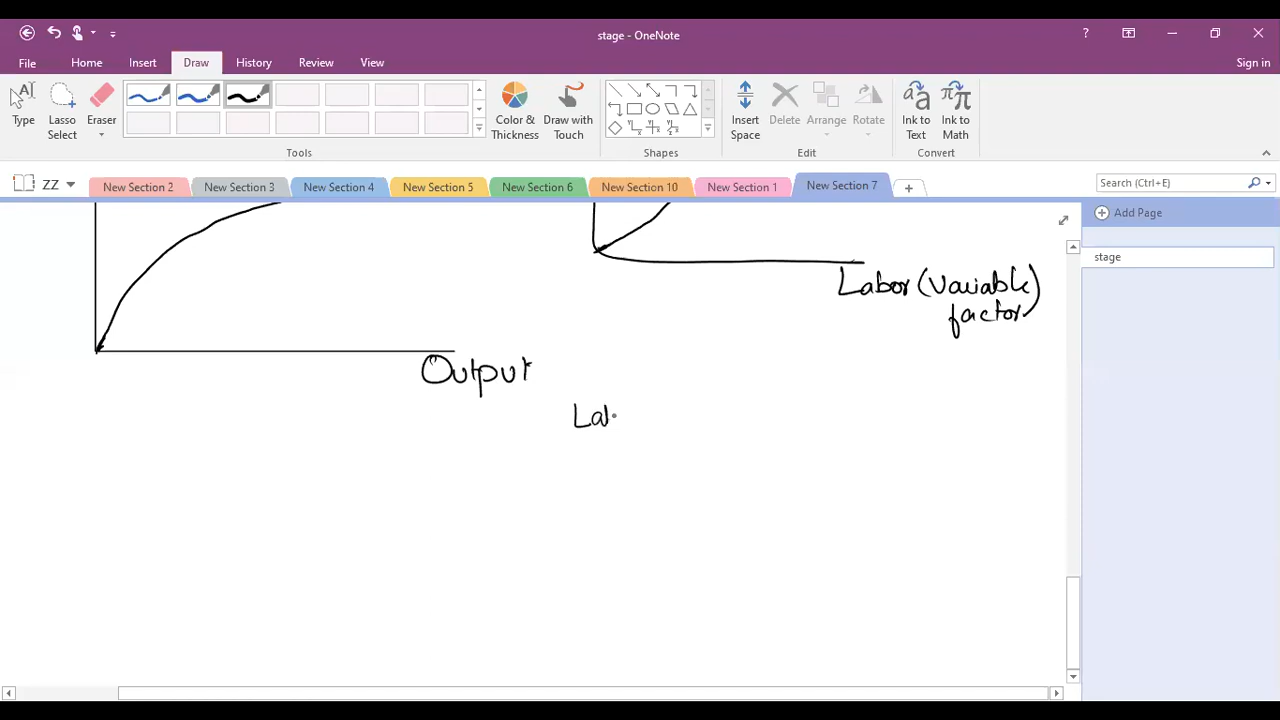 stage - OneNote
?
File
Home
Insert
Draw
History
Review
View
Sign in
Type
Lasso Select
Eraser
Color & Thickness
Draw with Touch
Insert Space
Delete
Arrange
Rotate
Ink to Text
Ink to Math
Tools
Shapes
Edit
Convert
ZZ
New Section 2
New Section 3
New Section 4
New Section 5
New Section 6
New Section 10
New Section 1
New Section 7
Search (Ctrl+E)
Add Page
stage
Labor (Variable
factor)
Output
Lab